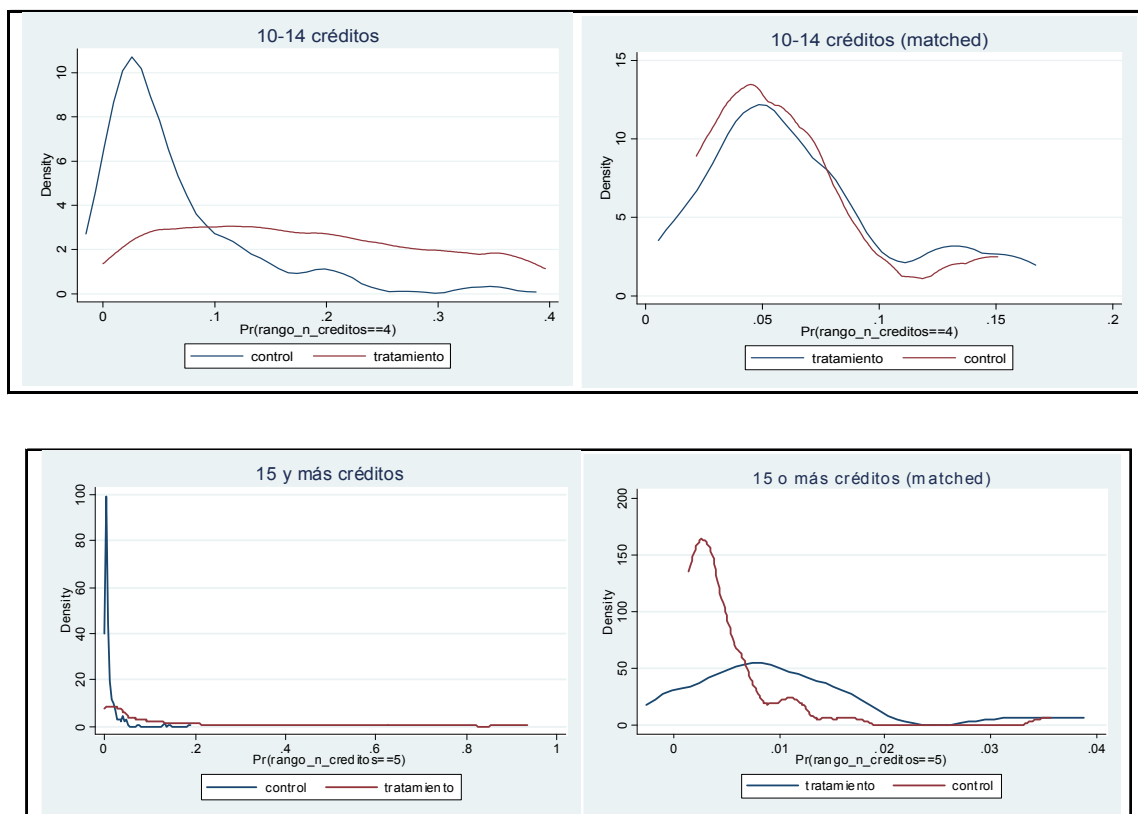 10-14 créditos
Density
0 2 4 6 8 10
0 .1 .2 .3 .4
Pr(rango_n_creditos==4)
control tratamiento
10-14 créditos (matched)
Density
0 5 10 15
0 .05 .1 .15 .2
Pr(rango_n_creditos==4)
tratamiento control
15 y más créditos
Density
0 20 40 60 80 100
0 .2 .4 .6 .8 1
Pr(rango_n_creditos==5)
control tratamiento
15 o más créditos (matched)
Density
0 50 100 150 200
0 .01 .02 .03 .04
Pr(rango_n_creditos==5)
tratamiento control